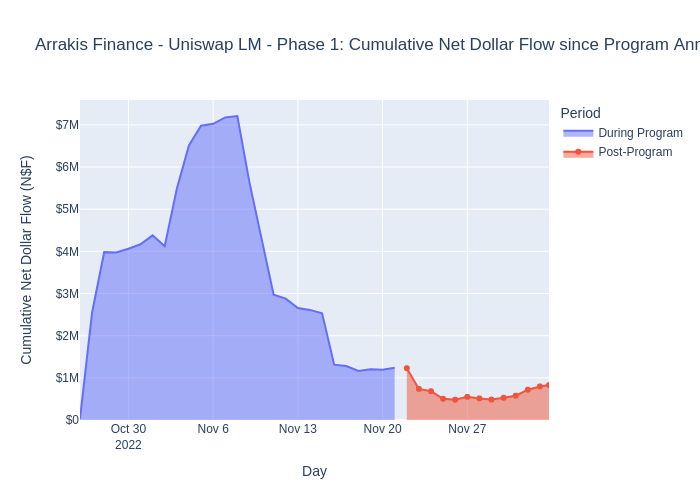 Arrakis Finance - Uniswap LM - Phase 1: Cumulative Net Dollar Flow since Program Ann
Period
During Program
Post-Program
Cumulative Net Dollar Flow (N$F)
$7M
$6M
$5M
$4M
$3M
$2M
$1M
$0
Oct 30
2022
Nov 6
Nov 13
Nov 20
Nov 27
Day